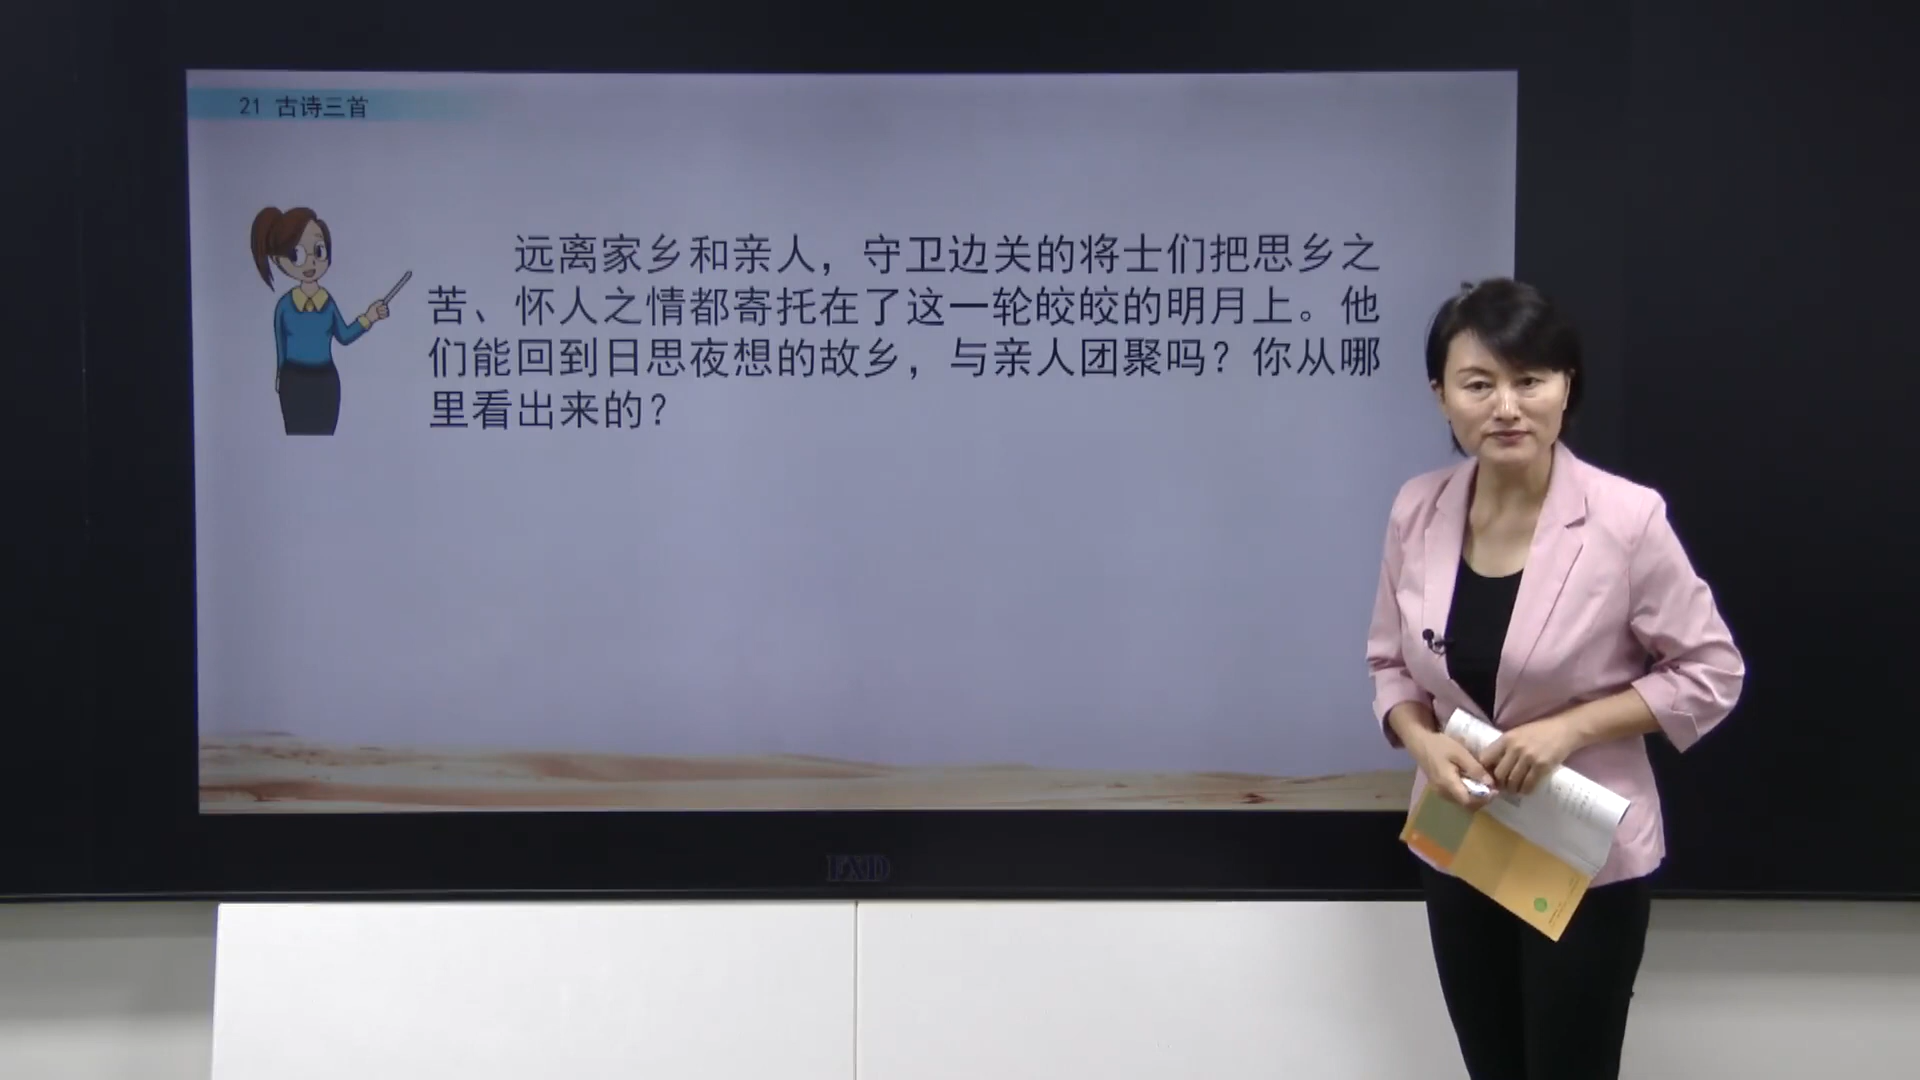 21 古诗三首
远离家乡和亲人，守卫边关的将士们把思乡之
苦、怀人之情都寄托在了这一轮皎皎的明月上。他
们能回到日思夜想的故乡，与亲人团聚吗？你从哪
里看出来的？
FXD